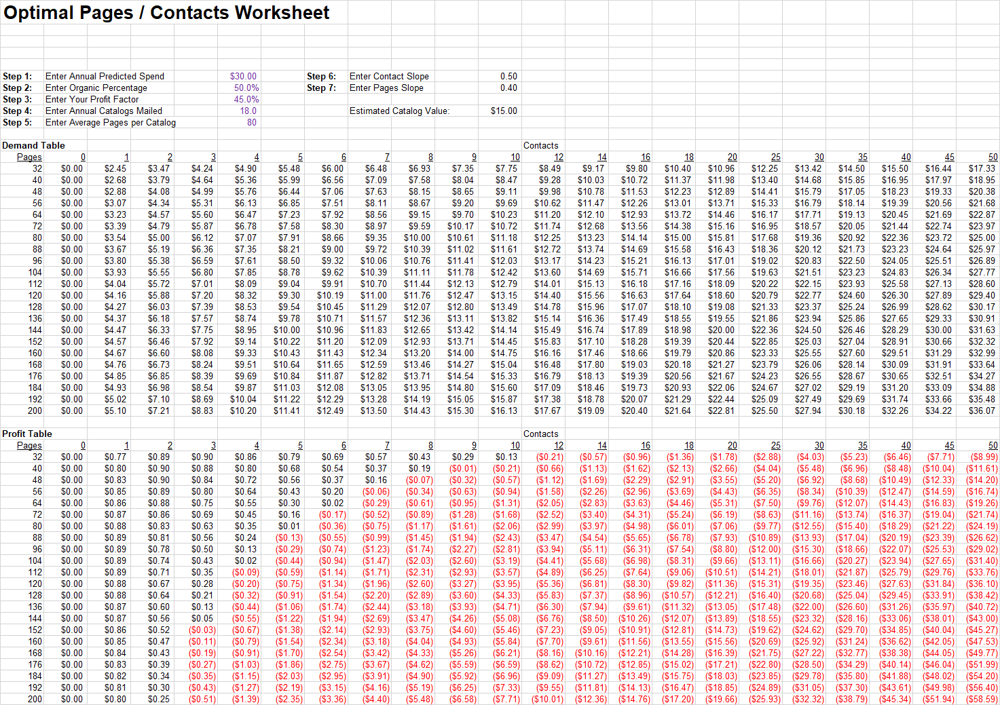 Optimal Pages / Contacts Worksheet
Step 1: Enter Annual Predicted Spend $30.00 Step 6: Enter Contact Slope 0.50
Step 2: Enter Organic Percentage 50.0% Step 7: Enter Pages Slope 0.40
Step 3: Enter Your Profit Factor 45.0%
Step 4: Enter Annual Catalogs Mailed 18.0 Estimated Catalog Value: $15.00
Step 5: Enter Average Pages per Catalog 80
Demand Table Contacts
Pages 0 1 2 3 4 5 6 7 8 9 10 12 14 16 18 20 25 30 35 40 45 50
32 $0.00 $2.45 $3.47 $4.24 $4.90 $5.48 $6.00 $6.48 $6.93 $7.35 $7.75 $8.49 $9.17 $9.80 $10.40 $10.96 $12.25 $13.42 $14.50 $15.50 $16.44 $17.33
40 $0.00 $2.68 $3.79 $4.64 $5.36 $5.99 $6.56 $7.09 $7.58 $8.04 $8.47 $9.28 $10.03 $10.72 $11.37 $11.98 $13.40 $14.68 $15.85 $16.95 $17.97 $18.95
48 $0.00 $2.88 $4.08 $4.99 $5.76 $6.44 $7.06 $7.63 $8.15 $8.65 $9.11 $9.98 $10.78 $11.53 $12.23 $12.89 $14.41 $15.79 $17.05 $18.23 $19.33 $20.38
56 $0.00 $3.07 $4.34 $5.31 $6.13 $6.85 $7.51 $8.11 $8.67 $9.20 $9.69 $10.62 $11.47 $12.26 $13.01 $13.71 $15.33 $16.79 $18.14 $19.39 $20.56 $21.68
64 $0.00 $3.23 $4.57 $5.60 $6.47 $7.23 $7.92 $8.56 $9.15 $9.70 $10.23 $11.20 $12.10 $12.93 $13.72 $14.46 $16.17 $17.71 $19.13 $20.45 $21.69 $22.87
72 $0.00 $3.39 $4.79 $5.87 $6.78 $7.58 $8.30 $8.97 $9.59 $10.17 $10.72 $11.74 $12.68 $13.56 $14.38 $15.16 $16.95 $18.57 $20.05 $21.44 $22.74 $23.97
80 $0.00 $3.54 $5.00 $6.12 $7.07 $7.91 $8.66 $9.35 $10.00 $10.61 $11.18 $12.25 $13.23 $14.14 $15.00 $15.81 $17.68 $19.36 $20.92 $22.36 $23.72 $25.00
88 $0.00 $3.67 $5.19 $6.36 $7.35 $8.21 $9.00 $9.72 $10.39 $11.02 $11.61 $12.72 $13.74 $14.69 $15.58 $16.43 $18.36 $20.12 $21.73 $23.23 $24.64 $25.97
96 $0.00 $3.80 $5.38 $6.59 $7.61 $8.50 $9.32 $10.06 $10.76 $11.41 $12.03 $13.17 $14.23 $15.21 $16.13 $17.01 $19.02 $20.83 $22.50 $24.05 $25.51 $26.89
104 $0.00 $3.93 $5.55 $6.80 $7.85 $8.78 $9.62 $10.39 $11.11 $11.78 $12.42 $13.60 $14.69 $15.71 $16.66 $17.56 $19.63 $21.51 $23.23 $24.83 $26.34 $27.77
112 $0.00 $4.04 $5.72 $7.01 $8.09 $9.04 $9.91 $10.70 $11.44 $12.13 $12.79 $14.01 $15.13 $16.18 $17.16 $18.09 $20.22 $22.15 $23.93 $25.58 $27.13 $28.60
120 $0.00 $4.16 $5.88 $7.20 $8.32 $9.30 $10.19 $11.00 $11.76 $12.47 $13.15 $14.40 $15.56 $16.63 $17.64 $18.60 $20.79 $22.77 $24.60 $26.30 $27.89 $29.40
128 $0.00 $4.27 $6.03 $7.39 $8.53 $9.54 $10.45 $11.29 $12.07 $12.80 $13.49 $14.78 $15.96 $17.07 $18.10 $19.08 $21.33 $23.37 $25.24 $26.99 $28.62 $30.17
136 $0.00 $4.37 $6.18 $7.57 $8.74 $9.78 $10.71 $11.57 $12.36 $13.11 $13.82 $15.14 $16.36 $17.49 $18.55 $19.55 $21.86 $23.94 $25.86 $27.65 $29.33 $30.91
144 $0.00 $4.47 $6.33 $7.75 $8.95 $10.00 $10.96 $11.83 $12.65 $13.42 $14.14 $15.49 $16.74 $17.89 $18.98 $20.00 $22.36 $24.50 $26.46 $28.29 $30.00 $31.63
152 $0.00 $4.57 $6.46 $7.92 $9.14 $10.22 $11.20 $12.09 $12.93 $13.71 $14.45 $15.83 $17.10 $18.28 $19.39 $20.44 $22.85 $25.03 $27.04 $28.91 $30.66 $32.32
160 $0.00 $4.67 $6.60 $8.08 $9.33 $10.43 $11.43 $12.34 $13.20 $14.00 $14.75 $16.16 $17.46 $18.66 $19.79 $20.86 $23.33 $25.55 $27.60 $29.51 $31.29 $32.99
168 $0.00 $4.76 $6.73 $8.24 $9.51 $10.64 $11.65 $12.59 $13.46 $14.27 $15.04 $16.48 $17.80 $19.03 $20.18 $21.27 $23.79 $26.06 $28.14 $30.09 $31.91 $33.64
176 $0.00 $4.85 $6.85 $8.39 $9.69 $10.84 $11.87 $12.82 $13.71 $14.54 $15.33 $16.79 $18.13 $19.39 $20.56 $21.67 $24.23 $26.55 $28.67 $30.65 $32.51 $34.27
184 $0.00 $4.93 $6.98 $8.54 $9.87 $11.03 $12.08 $13.05 $13.95 $14.80 $15.60 $17.09 $18.46 $19.73 $20.93 $22.06 $24.67 $27.02 $29.19 $31.20 $33.09 $34.88
192 $0.00 $5.02 $7.10 $8.69 $10.04 $11.22 $12.29 $13.28 $14.19 $15.05 $15.87 $17.38 $18.78 $20.07 $21.29 $22.44 $25.09 $27.49 $29.69 $31.74 $33.66 $35.48
200 $0.00 $5.10 $7.21 $8.83 $10.20 $11.41 $12.49 $13.50 $14.43 $15.30 $16.13 $17.67 $19.09 $20.40 $21.64 $22.81 $25.50 $27.94 $30.18 $32.26 $34.22 $36.07
Profit Table Contacts
Pages 0 1 2 3 4 5 6 7 8 9 10 12 14 16 18 20 25 30 35 40 45 50
32 $0.00 $0.77 $0.89 $0.90 $0.86 $0.79 $0.69 $0.57 $0.43 $0.29 $0.13 ($0.21) ($0.57) ($0.96) ($1.36) ($1.78) ($2.88) ($4.03) ($5.23) ($6.46) ($7.71) ($8.99)
40 $0.00 $0.80 $0.90 $0.88 $0.80 $0.68 $0.54 $0.37 $0.19 ($0.01) ($0.21) ($0.66) ($1.13) ($1.62) ($2.13) ($2.66) ($4.04) ($5.48) ($6.96) ($8.48) ($10.04) ($11.61)
48 $0.00 $0.83 $0.90 $0.84 $0.72 $0.56 $0.37 $0.16 ($0.07) ($0.32) ($0.57) ($1.12) ($1.69) ($2.29) ($2.91) ($3.55) ($5.20) ($6.92) ($8.68) ($10.49) ($12.33) ($14.20)
56 $0.00 $0.85 $0.89 $0.80 $0.64 $0.43 $0.20 ($0.06) ($0.34) ($0.63) ($0.94) ($1.58) ($2.26) ($2.96) ($3.69) ($4.43) ($6.35) ($8.34) ($10.39) ($12.47) ($14.59) ($16.74)
64 $0.00 $0.86 $0.88 $0.75 $0.55 $0.30 $0.02 ($0.29) ($0.61) ($0.95) ($1.31) ($2.05) ($2.83) ($3.63) ($4.46) ($5.31) ($7.50) ($9.76) ($12.07) ($14.43) ($16.83) ($19.26)
72 $0.00 $0.87 $0.86 $0.69 $0.45 $0.16 ($0.17) ($0.52) ($0.89) ($1.28) ($1.68) ($2.52) ($3.40) ($4.31) ($5.24) ($6.19) ($8.63) ($11.16) ($13.74) ($16.37) ($19.04) ($21.74)
80 $0.00 $0.88 $0.83 $0.63 $0.35 $0.01 ($0.36) ($0.75) ($1.17) ($1.61) ($2.06) ($2.99) ($3.97) ($4.98) ($6.01) ($7.06) ($9.77) ($12.55) ($15.40) ($18.29) ($21.22) ($24.19)
88 $0.00 $0.89 $0.81 $0.56 $0.24 ($0.13) ($0.55) ($0.99) ($1.45) ($1.94) ($2.43) ($3.47) ($4.54) ($5.65) ($6.78) ($7.93) ($10.89) ($13.93) ($17.04) ($20.19) ($23.39) ($26.62)
96 $0.00 $0.89 $0.78 $0.50 $0.13 ($0.29) ($0.74) ($1.23) ($1.74) ($2.27) ($2.81) ($3.94) ($5.11) ($6.31) ($7.54) ($8.80) ($12.00) ($15.30) ($18.66) ($22.07) ($25.53) ($29.02)
104 $0.00 $0.89 $0.74 $0.43 $0.02 ($0.44) ($0.94) ($1.47) ($2.03) ($2.60) ($3.19) ($4.41) ($5.68) ($6.98) ($8.31) ($9.66) ($13.11) ($16.66) ($20.27) ($23.94) ($27.65) ($31.40)
112 $0.00 $0.89 $0.71 $0.35 ($0.09) ($0.59) ($1.14) ($1.71) ($2.31) ($2.93) ($3.57) ($4.89) ($6.25) ($7.64) ($9.06) ($10.51) ($14.21) ($18.01) ($21.87) ($25.79) ($29.76) ($33.76)
120 $0.00 $0.88 $0.67 $0.28 ($0.20) ($0.75) ($1.34) ($1.96) ($2.60) ($3.27) ($3.95) ($5.36) ($6.81) ($8.30) ($9.82) ($11.36) ($15.31) ($19.35) ($23.46) ($27.63) ($31.84) ($36.10)
128 $0.00 $0.88 $0.64 $0.21 ($0.32) ($0.91) ($1.54) ($2.20) ($2.89) ($3.60) ($4.33) ($5.83) ($7.37) ($8.96) ($10.57) ($12.21) ($16.40) ($20.68) ($25.04) ($29.45) ($33.91) ($38.42)
136 $0.00 $0.87 $0.60 $0.13 ($0.44) ($1.06) ($1.74) ($2.44) ($3.18) ($3.93) ($4.71) ($6.30) ($7.94) ($9.61) ($11.32) ($13.05) ($17.48) ($22.00) ($26.60) ($31.26) ($35.97) ($40.72)
144 $0.00 $0.87 $0.56 $0.05 ($0.55) ($1.22) ($1.94) ($2.69) ($3.47) ($4.26) ($5.08) ($6.76) ($8.50) ($10.26) ($12.07) ($13.89) ($18.55) ($23.32) ($28.16) ($33.06) ($38.01) ($43.00)
152 $0.00 $0.86 $0.52 ($0.03) ($0.67) ($1.38) ($2.14) ($2.93) ($3.75) ($4.60) ($5.46) ($7.23) ($9.05) ($10.91) ($12.81) ($14.73) ($19.62) ($24.62) ($29.70) ($34.85) ($40.04) ($45.27)
160 $0.00 $0.85 $0.47 ($0.11) ($0.79) ($1.54) ($2.34) ($3.18) ($4.04) ($4.93) ($5.84) ($7.70) ($9.61) ($11.56) ($13.55) ($15.56) ($20.69) ($25.92) ($31.24) ($36.62) ($42.05) ($47.53)
168 $0.00 $0.84 $0.43 ($0.19) ($0.91) ($1.70) ($2.54) ($3.42) ($4.33) ($5.26) ($6.21) ($8.16) ($10.16) ($12.21) ($14.28) ($16.39) ($21.75) ($27.22) ($32.77) ($38.38) ($44.05) ($49.77)
176 $0.00 $0.83 $0.39 ($0.27) ($1.03) ($1.86) ($2.75) ($3.67) ($4.62) ($5.59) ($6.59) ($8.62) ($10.72) ($12.85) ($15.02) ($17.21) ($22.80) ($28.50) ($34.29) ($40.14) ($46.04) ($51.99)
184 $0.00 $0.82 $0.34 ($0.35) ($1.15) ($2.03) ($2.95) ($3.91) ($4.90) ($5.92) ($6.96) ($9.09) ($11.27) ($13.49) ($15.75) ($18.03) ($23.85) ($29.78) ($35.80) ($41.88) ($48.02) ($54.20)
192 $0.00 $0.81 $0.30 ($0.43) ($1.27) ($2.19) ($3.15) ($4.16) ($5.19) ($6.25) ($7.33) ($9.55) ($11.81) ($14.13) ($16.47) ($18.85) ($24.89) ($31.05) ($37.30) ($43.61) ($49.98) ($56.40)
200 $0.00 $0.80 $0.25 ($0.51) ($1.39) ($2.35) ($3.36) ($4.40) ($5.48) ($6.58) ($7.71) ($10.01) ($12.36) ($14.76) ($17.20) ($19.66) ($25.93) ($32.32) ($38.79) ($45.34) ($51.94) ($58.59)